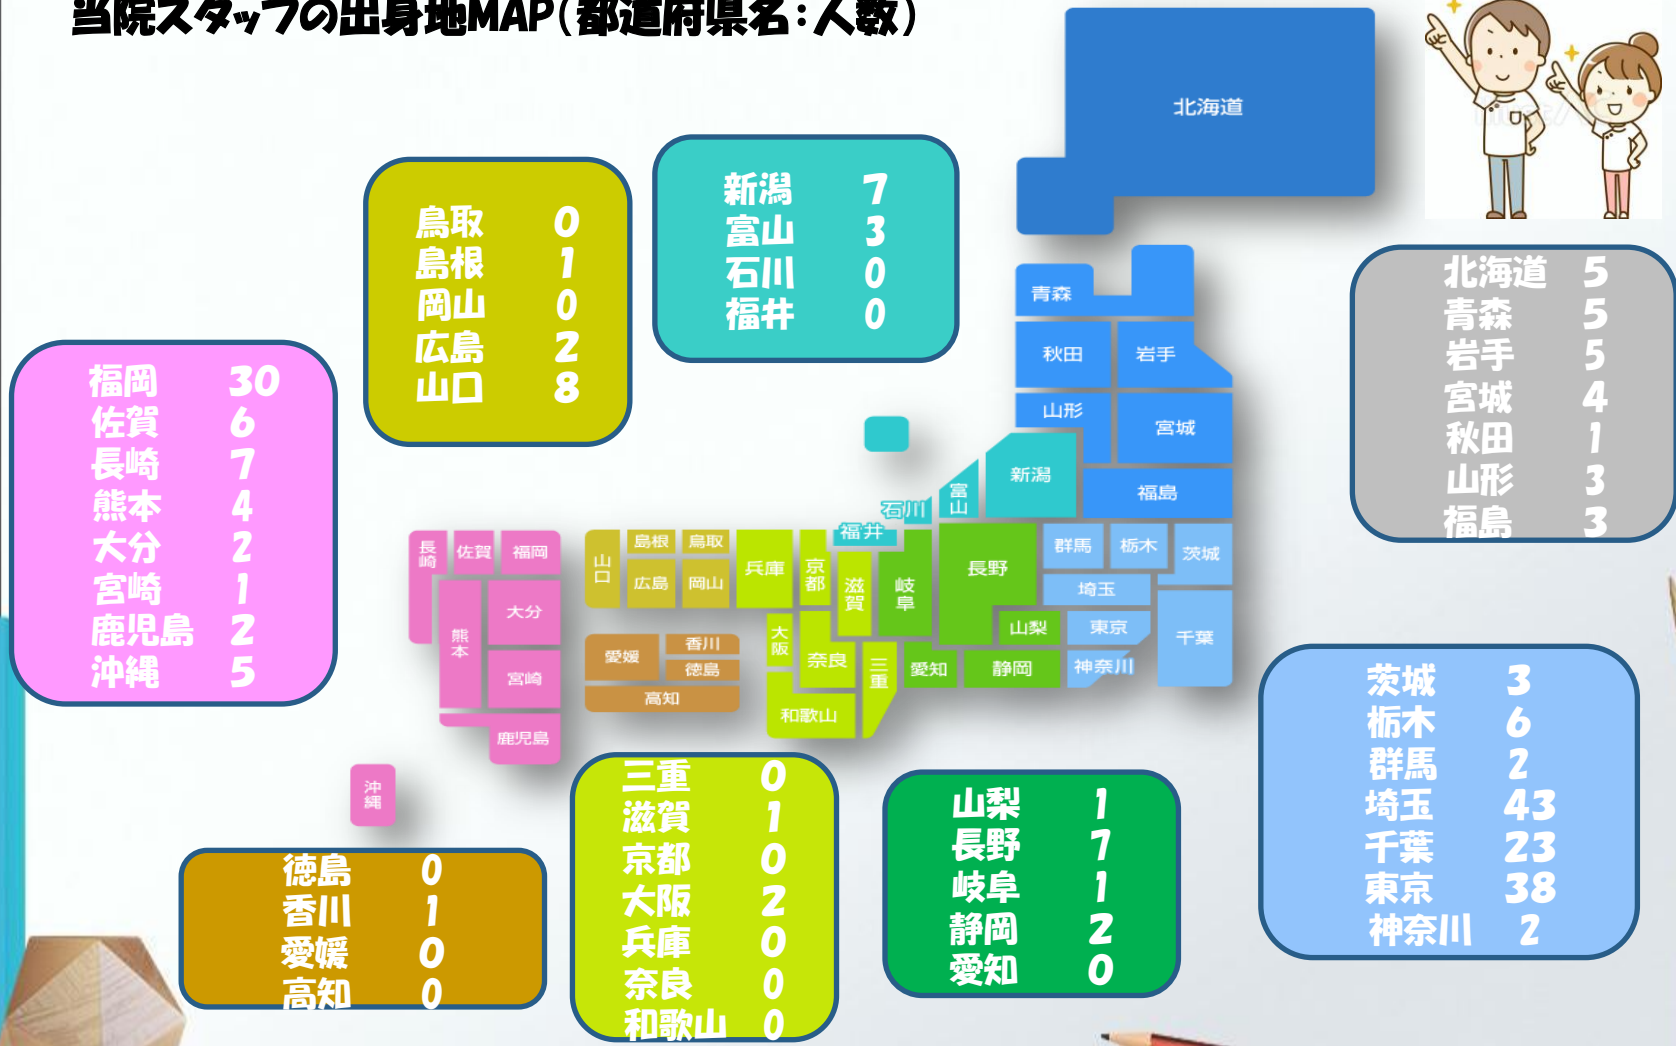 当院スタッフの出身地MAP(都道府県名:人数)
北海道
新潟 7
富山 3
石川 0
福井 0
鳥取 0
島根 1
岡山 0
広島 2
山口 8
北海道 5
青森 5
岩手 5
宮城 4
秋田 1
山形 3
福島 3
福岡 30
佐賀 6
長崎 7
熊本 4
大分 2
宮崎 1
鹿児島 2
沖縄 5
青森
秋田 岩手
山形 宮城
新潟
富山
石川
福島
福井
長崎 佐賀 福岡
山口 島根 鳥取
兵庫 京都
広島 岡山
滋賀 岐阜 長野
群馬 栃木 茨城
埼玉
大分
熊本
愛媛 香川
徳島
大阪 奈良 三重
愛知 静岡 山梨
東京 千葉
神奈川
宮崎
高知
和歌山
鹿児島
沖縄
茨城 3
栃木 6
群馬 2
埼玉 43
千葉 23
東京 38
神奈川 2
三重 0
滋賀 1
京都 0
大阪 2
兵庫 0
奈良 0
和歌山 0
山梨 1
長野 7
岐阜 1
静岡 2
愛知 0
徳島 0
香川 1
愛媛 0
高知 0